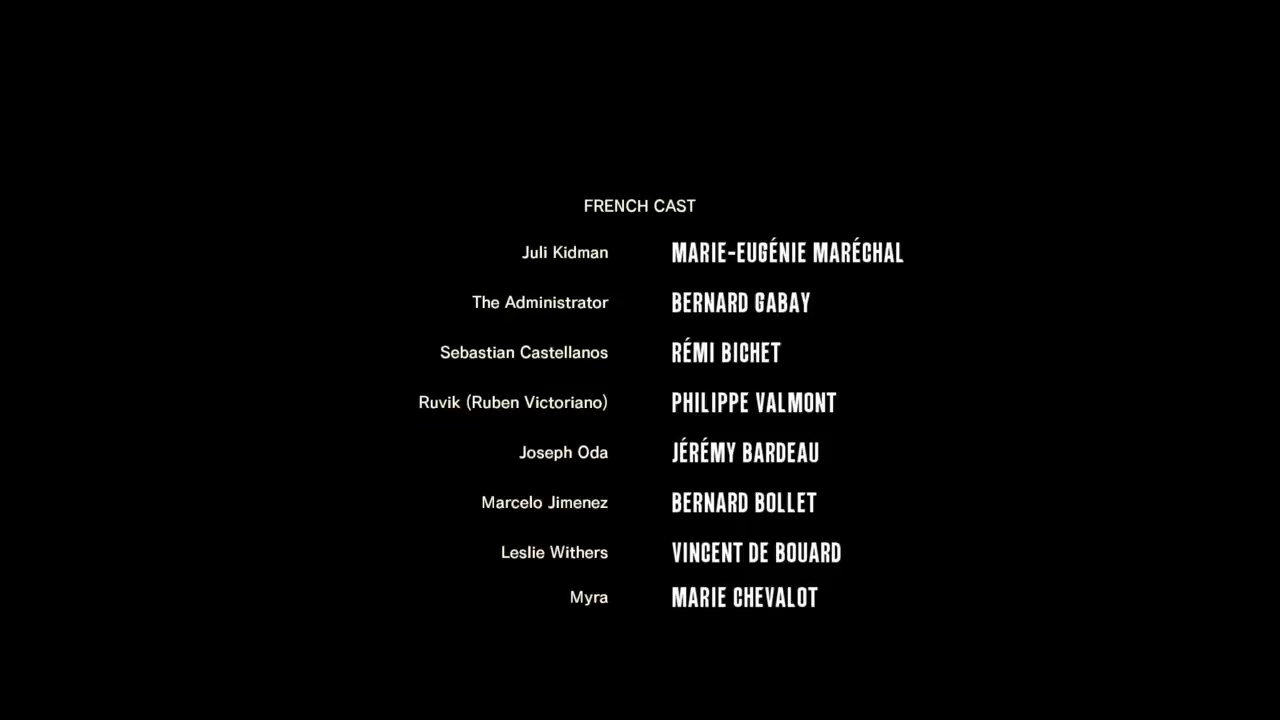 FRENCH CAST
Juli Kidman MARIE-EUGÉNIE MARÉCHAL
The Administrator BERNARD GABAY
Sebastian Castellanos RÉMI BICHET
Ruvik (Ruben Victoriano) PHILIPPE VALMONT
Joseph Oda JÉRÉMY BARDEAU
Marcelo Jimenez BERNARD BOLLET
Leslie Withers VINCENT DE BOUARD
Myra MARIE CHEVALOT